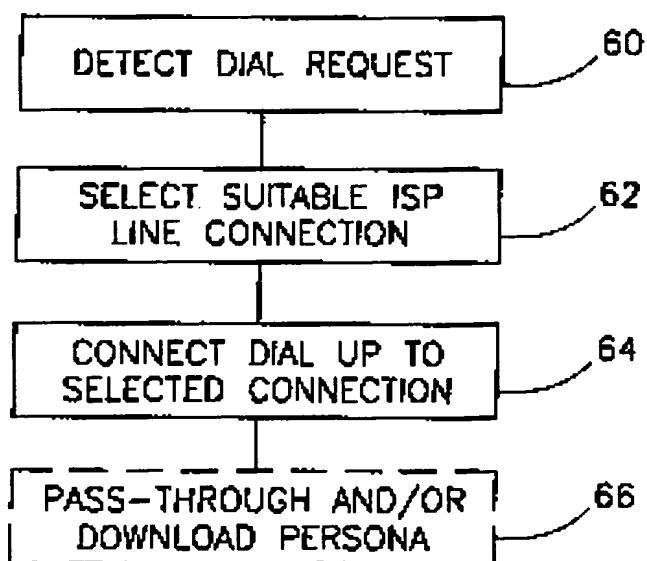 DETECT DIAL REQUEST
60
SELECT SUITABLE ISP
LINE CONNECTION
62
CONNECT DIAL UP TO
SELECTED CONNECTION
64
PASS-THROUGH AND/OR
DOWNLOAD PERSONA
66